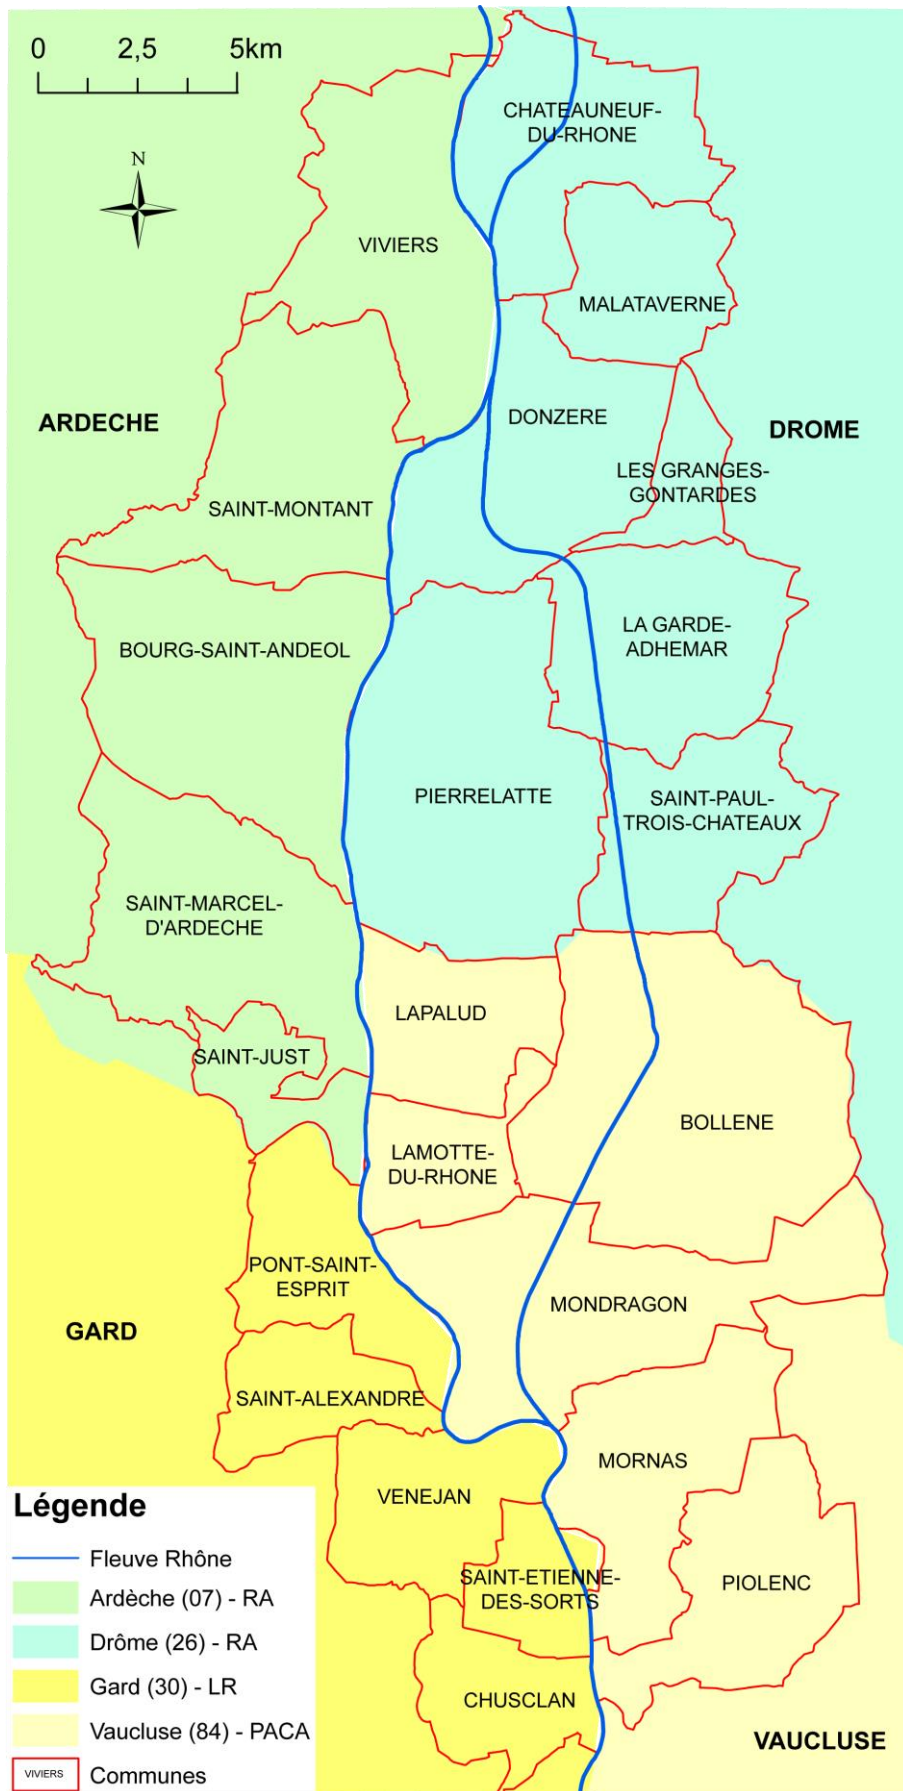 0 2,5 5km
N
CHATEAUNEUF-
DU-RHONE
VIVIERS
MALATAVERNE
ARDECHE
DONZERE
DROME
LES GRANGES-
GONTARDES
SAINT-MONTANT
LA GARDE-
ADHEMAR
BOURG-SAINT-ANDEOL
PIERRELATTE
SAINT-PAUL-
TROIS-CHATEAUX
SAINT-MARCEL-
D'ARDECHE
LAPALUD
SAINT-JUST
BOLLENE
LAMOTTE-
DU-RHONE
PONT-SAINT-
ESPRIT
MONDRAGON
GARD
SAINT-ALEXANDRE
MORNAS
VENEJAN
SAINT-ETIENNE-
DES-SORTS
PIOLENC
CHUSCLAN
VAUCLUSE
Légende
Fleuve Rhône
Ardèche (07) - RA
Drôme (26) - RA
Gard (30) - LR
Vaucluse (84) - PACA
VIVIERS Communes